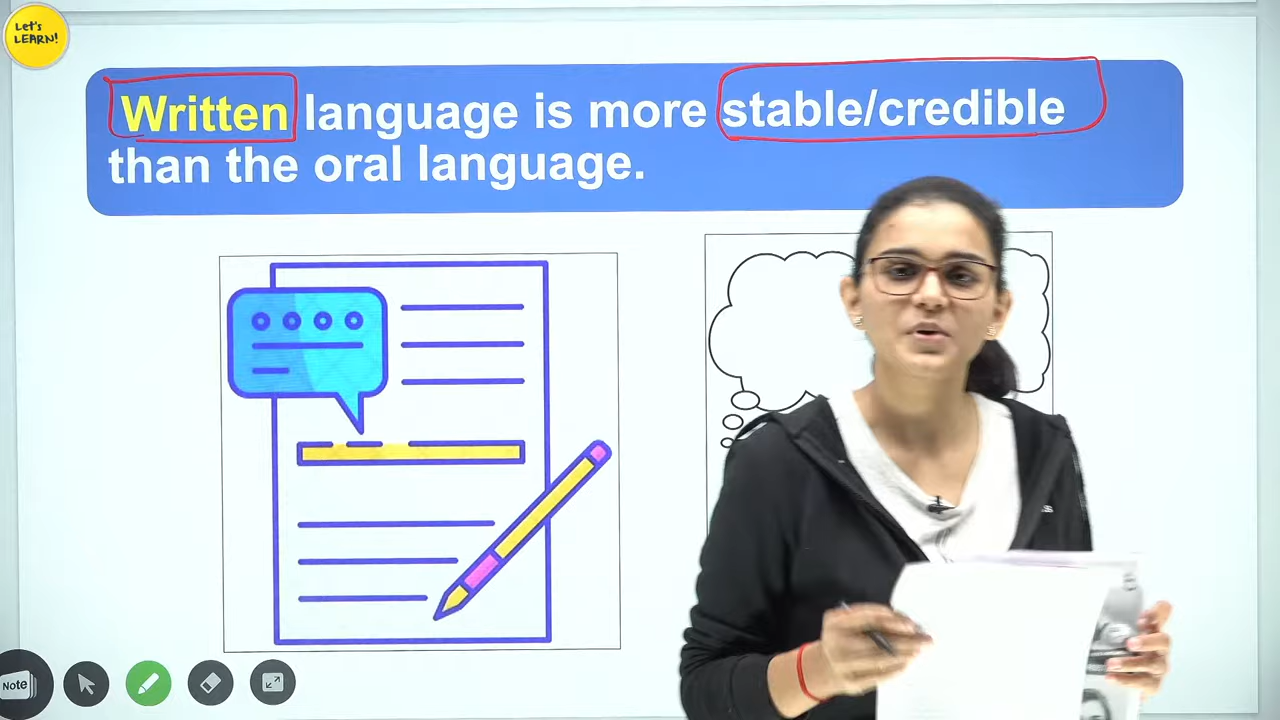 Let's
LEARN!
Written language is more stable/credible
than the oral language.
Note